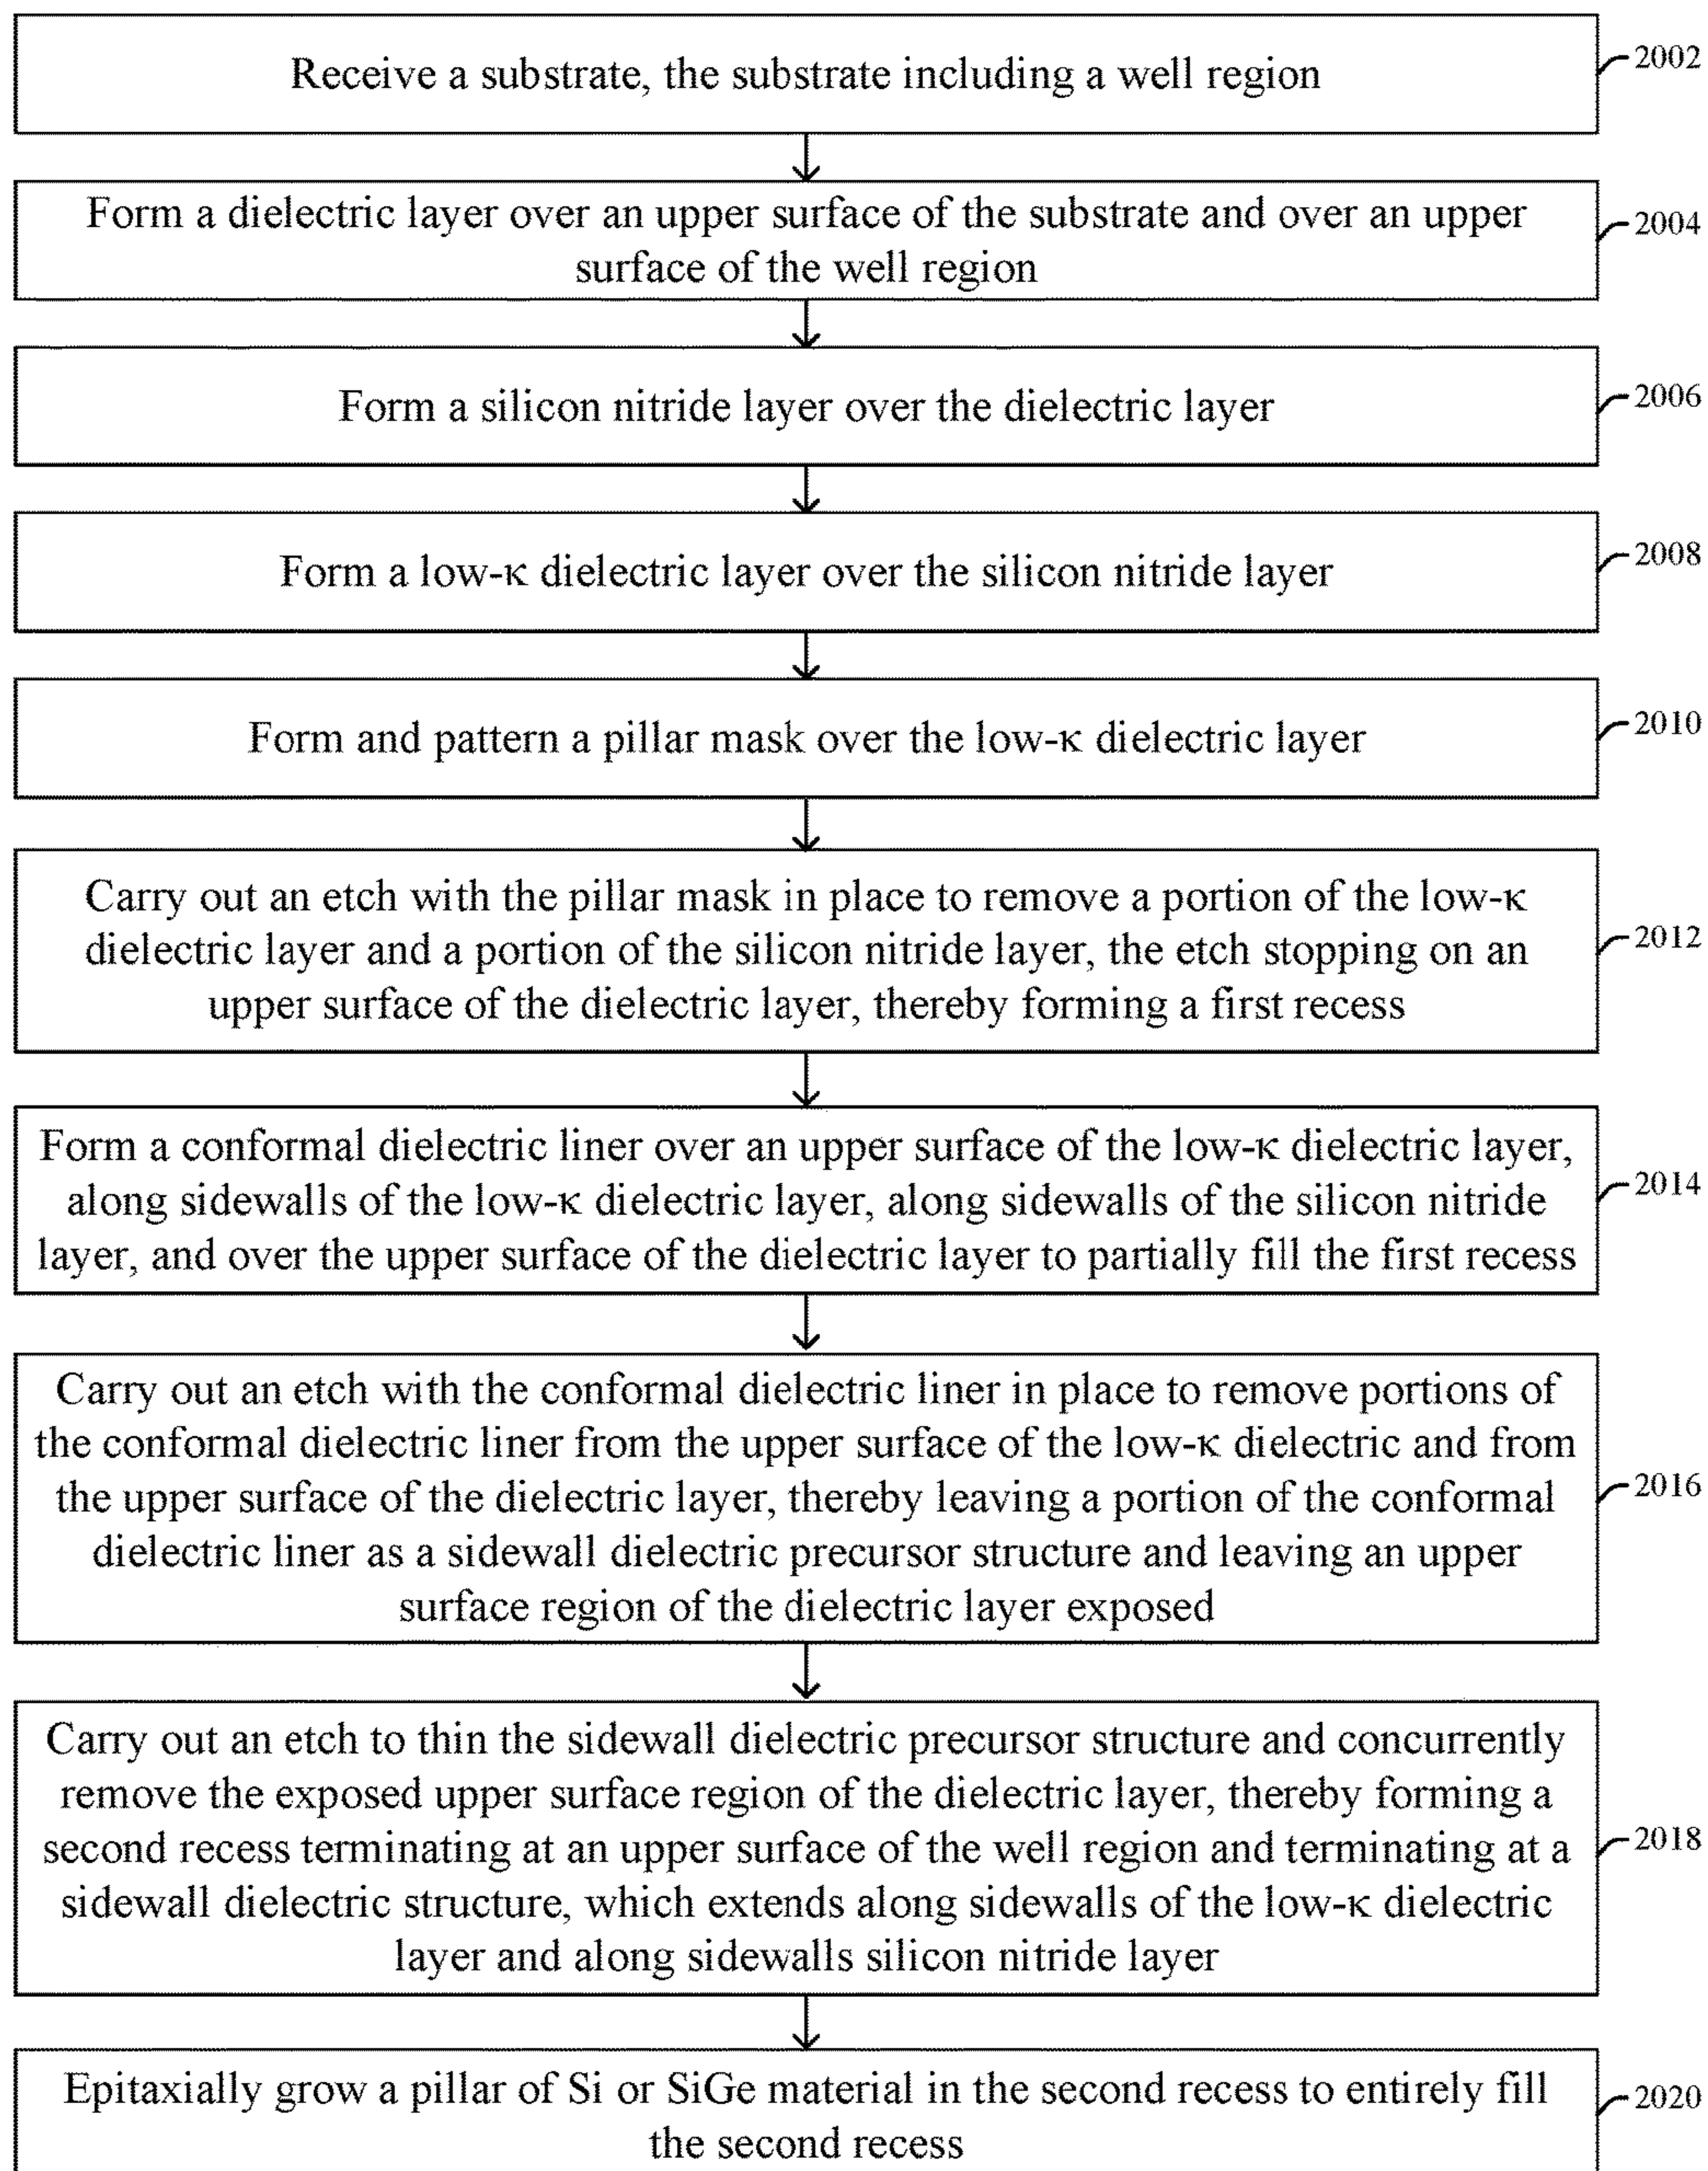 Receive a substrate, the substrate including a well region
2002
Form a dielectric layer over an upper surface of the substrate and over an upper
surface of the well region
2004
Form a silicon nitride layer over the dielectric layer
2006
Form a low-κ dielectric layer over the silicon nitride layer
2008
Form and pattern a pillar mask over the low-κ dielectric layer
2010
Carry out an etch with the pillar mask in place to remove a portion of the low-κ
dielectric layer and a portion of the silicon nitride layer, the etch stopping on an
upper surface of the dielectric layer, thereby forming a first recess
2012
Form a conformal dielectric liner over an upper surface of the low-κ dielectric layer,
along sidewalls of the low-κ dielectric layer, along sidewalls of the silicon nitride
layer, and over the upper surface of the dielectric layer to partially fill the first recess
2014
Carry out an etch with the conformal dielectric liner in place to remove portions of
the conformal dielectric liner from the upper surface of the low-κ dielectric and from
the upper surface of the dielectric layer, thereby leaving a portion of the conformal
dielectric liner as a sidewall dielectric precursor structure and leaving an upper
surface region of the dielectric layer exposed
2016
Carry out an etch to thin the sidewall dielectric precursor structure and concurrently
remove the exposed upper surface region of the dielectric layer, thereby forming a
second recess terminating at an upper surface of the well region and terminating at a
sidewall dielectric structure, which extends along sidewalls of the low-κ dielectric
layer and along sidewalls silicon nitride layer
2018
Epitaxially grow a pillar of Si or SiGe material in the second recess to entirely fill
the second recess
2020